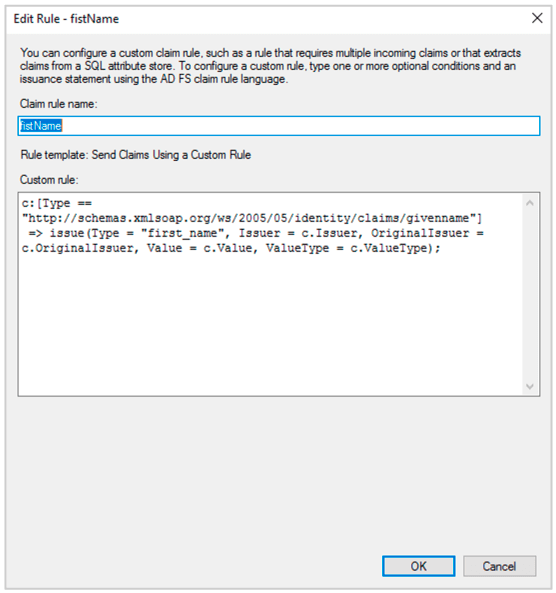 Edit Rule - fistName
You can configure a custom claim rule, such as a rule that requires multiple incoming claims or that extracts
claims from a SQL attribute store. To configure a custom rule, type one or more optional conditions and an
issuance statement using the AD FS claim rule language.
Claim rule name:
fistName
Rule template: Send Claims Using a Custom Rule
Custom rule:
c:[Type ==
"http://schemas.xmlsoap.org/ws/2005/05/identity/claims/givenname"]
=> issue(Type = "first_name", Issuer = c.Issuer, OriginalIssuer =
c.OriginalIssuer, Value = c.Value, ValueType = c.ValueType);
OK
Cancel